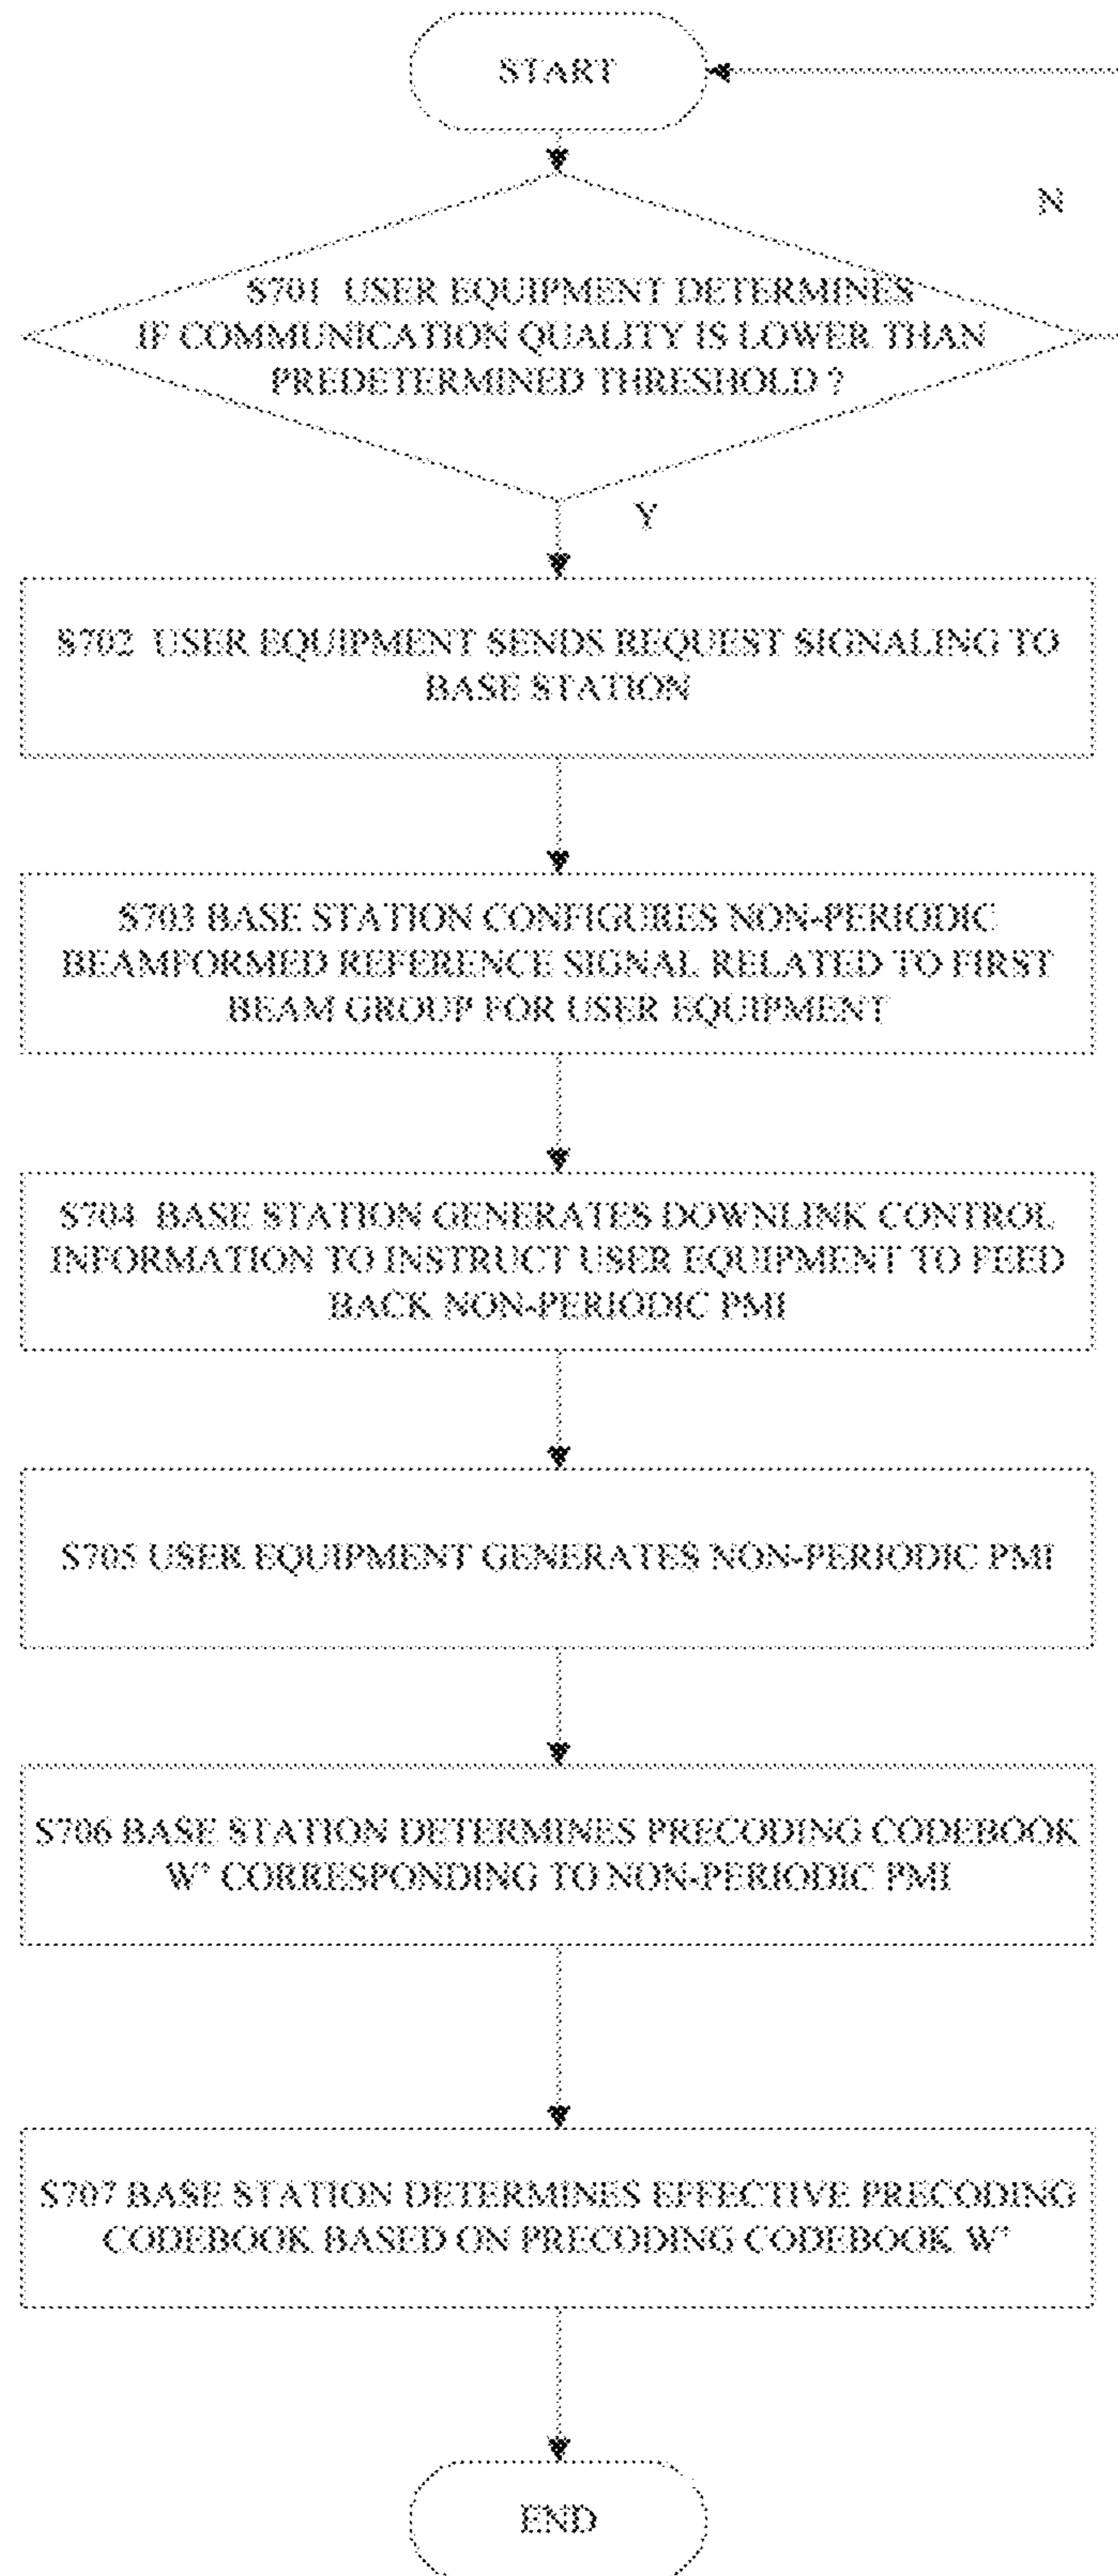 START
N
S701 USER EQUIPMENT DETERMINES
IF COMMUNICATION QUALITY IS LOWER THAN
PREDETERMINED THRESHOLD ?
Y
S702 USER EQUIPMENT SENDS REQUEST SIGNALING TO
BASE STATION
S703 BASE STATION CONFIGURES NON-PERIODIC
BEAMFORMED REFERENCE SIGNAL RELATED TO FIRST
BEAM GROUP FOR USER EQUIPMENT
S704 BASE STATION GENERATES DOWNLINK CONTROL
INFORMATION TO INSTRUCT USER EQUIPMENT TO FEED
BACK NON-PERIODIC PMI
S705 USER EQUIPMENT GENERATES NON-PERIODIC PMI
S706 BASE STATION DETERMINES PRECODING CODEBOOK
W* CORRESPONDING TO NON-PERIODIC PMI
S707 BASE STATION DETERMINES EFFECTIVE PRECODING
CODEBOOK BASED ON PRECODING CODEBOOK W*
END